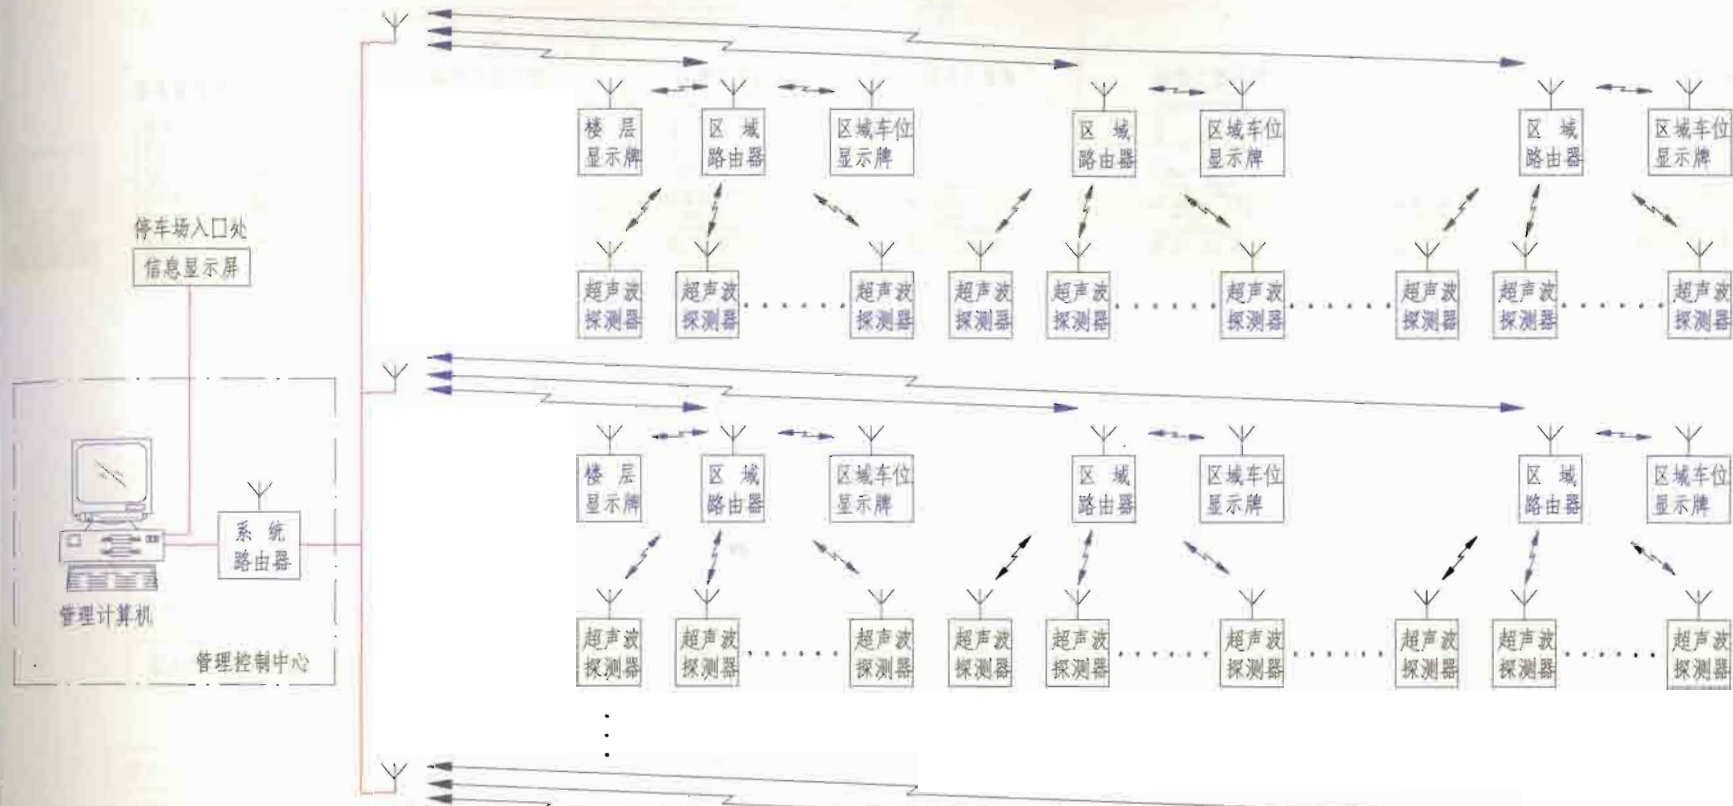 楼 层 区 域 区域车位 区 域 区域车位 区 域 区域车位
显示牌 路由器 显示牌 路由器 显示牌 路由器 显示牌
停车场入口处
信息显示屏
超声波 超声波 超声波 超声波 超声波 超声波 超声波 超声波 超声波
探测器 探测器 探测器 探测器 探测器 探测器 探测器 探测器 探测器
楼 层 区 域 区域车位 区 域 区域车位 区 域 区域车位
显示牌 路由器 显示牌 路由器 显示牌 路由器 显示牌
系 统
路由器
管理计算机
管理控制中心
超声波 超声波 超声波 超声波 超声波 超声波 超声波 超声波 超声波
探测器 探测器 探测器 探测器 探测器 探测器 探测器 探测器 探测器